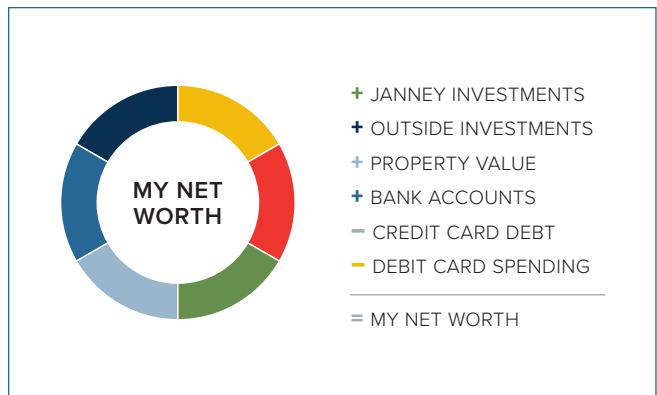 MY NET
WORTH
+ JANNEY INVESTMENTS
+ OUTSIDE INVESTMENTS
+ PROPERTY VALUE
+ BANK ACCOUNTS
− CREDIT CARD DEBT
− DEBIT CARD SPENDING
= MY NET WORTH